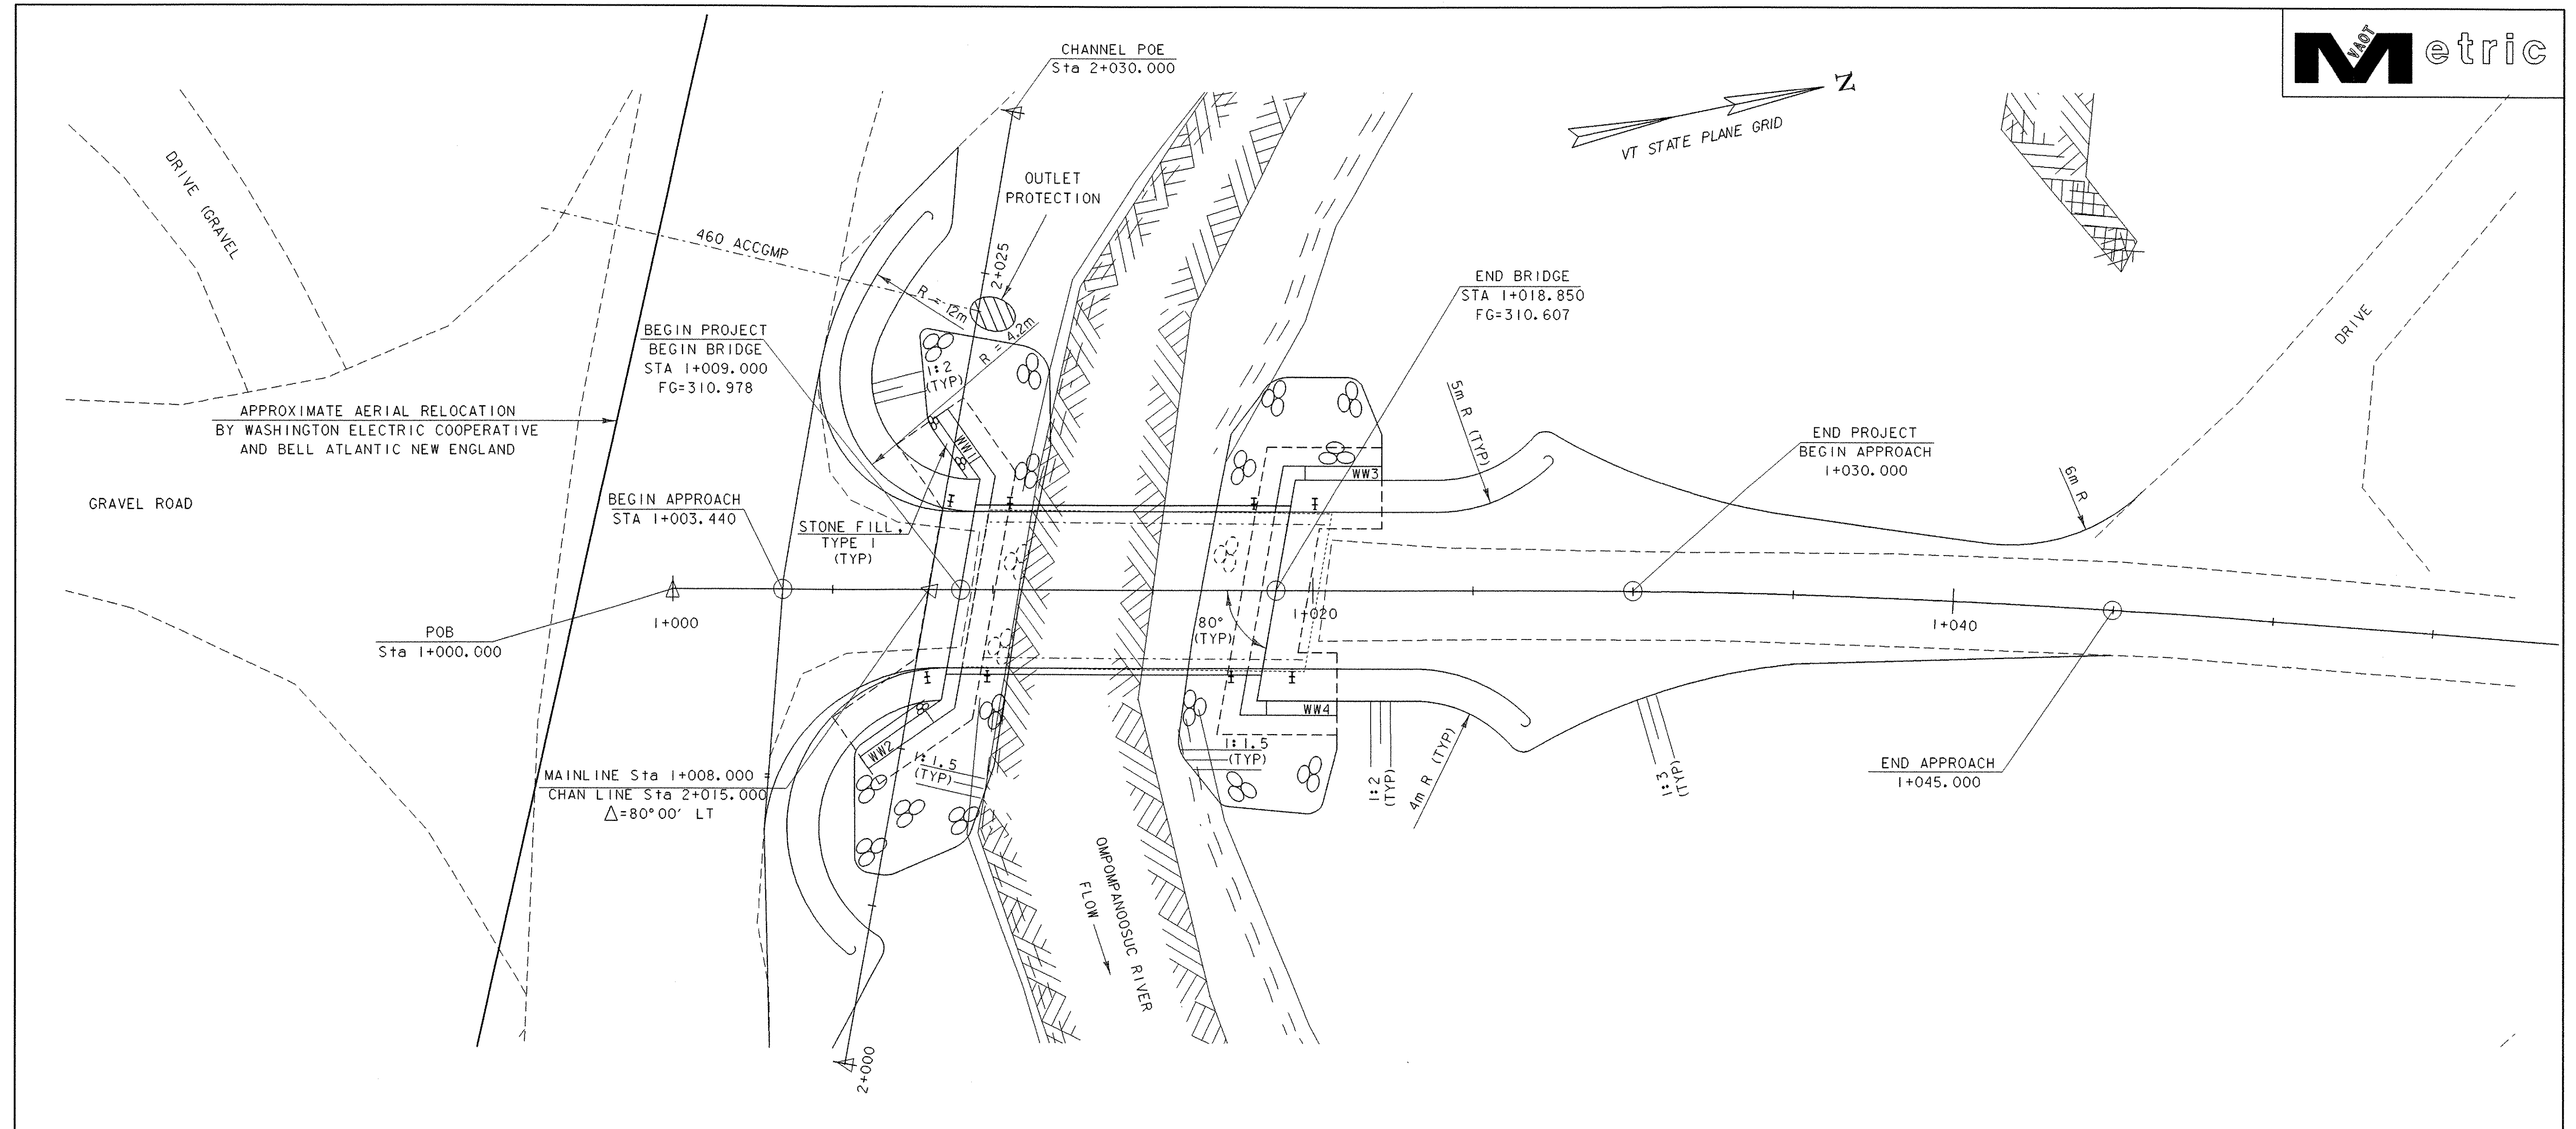 VAOT
Metric
CHANNEL POE
Sta 2+030.000
VT STATE PLANE GRID
Z
DRIVE (GRAVEL
OUTLET
PROTECTION
460 ACCGMP
2+025
R = 12m
R = 4.2m
BEGIN PROJECT
BEGIN BRIDGE
STA 1+009.000
FG=310.978
END BRIDGE
STA 1+018.850
FG=310.607
DRIVE
1:2
(TYP)
APPROXIMATE AERIAL RELOCATION
BY WASHINGTON ELECTRIC COOPERATIVE
AND BELL ATLANTIC NEW ENGLAND
5m R (TYP)
END PROJECT
BEGIN APPROACH
1+030.000
WW1
WW3
6m R
GRAVEL ROAD
BEGIN APPROACH
STA 1+003.440
STONE FILL,
TYPE 1
(TYP)
1+000
1+020
1+040
80°
(TYP)
POB
Sta 1+000.000
WW2
WW4
1:1.5
(TYP)
1:1.5
(TYP)
1:2
(TYP)
4m R (TYP)
1:3
(TYP)
END APPROACH
1+045.000
MAINLINE Sta 1+008.000 =
CHAN LINE Sta 2+015.000
△=80°00' LT
OMPOMPANOOSUC RIVER
FLOW
2+000